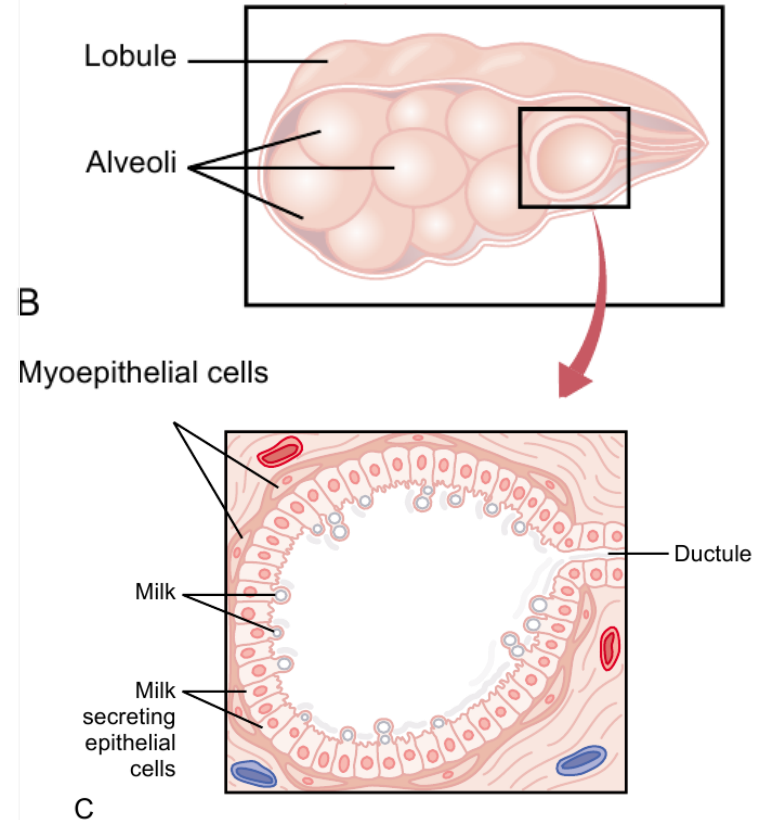 Lobule
Alveoli
B
Myoepithelial cells
Ductule
Milk
Milk
secreting
epithelial
cells
C